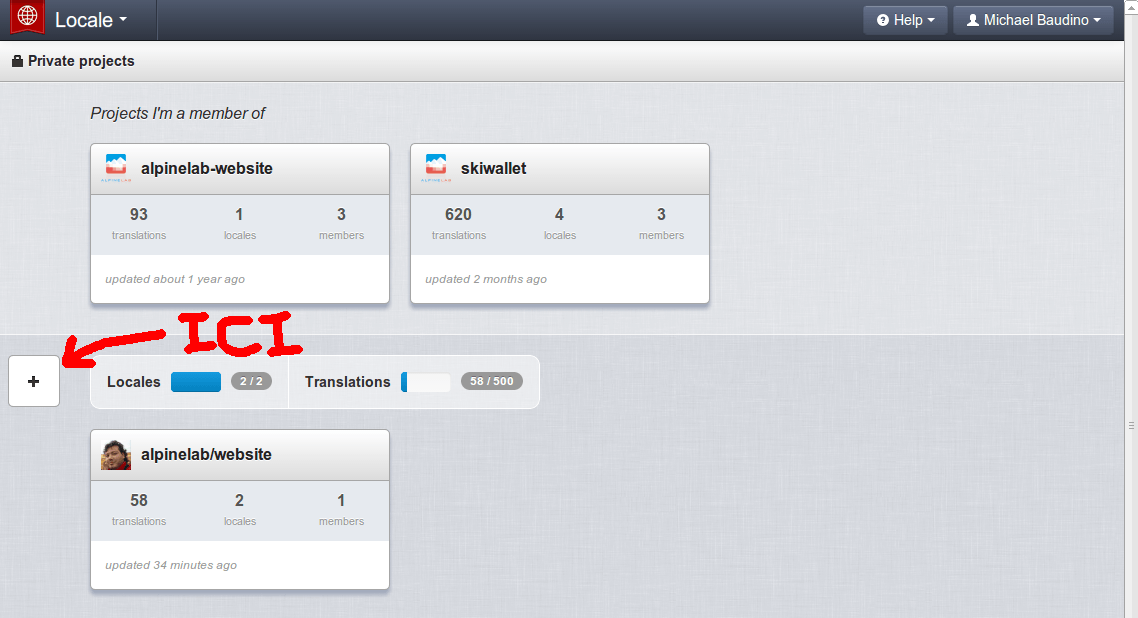 Locale
Help
Michael Baudino
Private projects
Projects I'm a member of
alpinelab-website
skiwallet
93 1 3
translations locales members
620 4 3
translations locales members
updated about 1 year ago
updated 2 months ago
ICI
+
Locales 2 / 2 Translations 58 / 500
alpinelab/website
58 2 1
translations locales members
updated 34 minutes ago